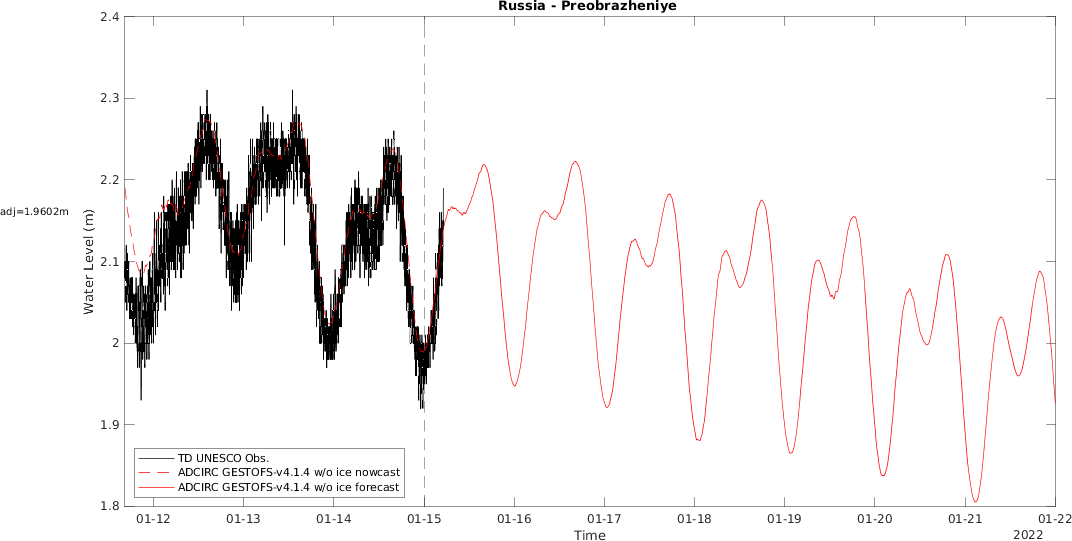 Russia - Preobrazheniye
2.4
2.3
2.2
2.1
2
1.9
1.8
adj=1.9602m
Water Level (m)
TD UNESCO Obs.
ADCIRC GESTOFS-v4.1.4 w/o ice nowcast
ADCIRC GESTOFS-v4.1.4 w/o ice forecast
01-12 01-13 01-14 01-15 01-16 01-17 01-18 01-19 01-20 01-21 01-22
Time
2022